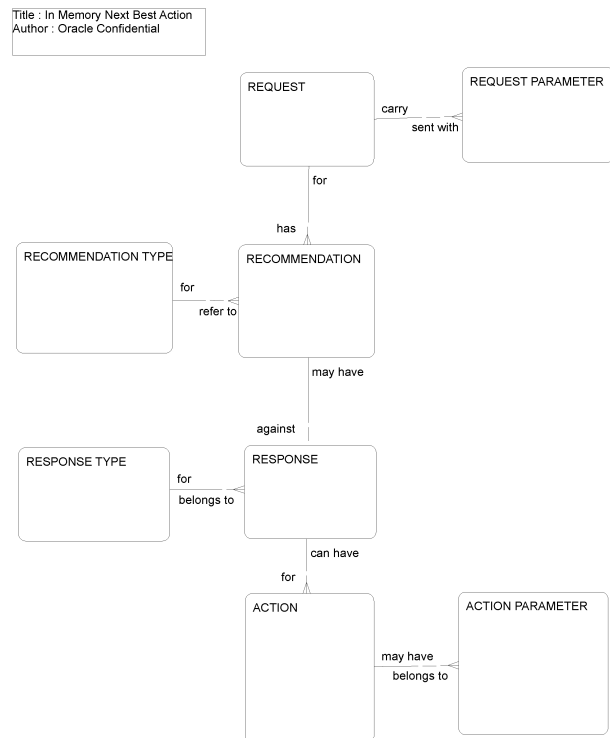 Title : In Memory Next Best Action
Author : Oracle Confidential
REQUEST
REQUEST PARAMETER
carry
sent with
for
has
RECOMMENDATION TYPE
RECOMMENDATION
for
refer to
may have
against
RESPONSE TYPE
RESPONSE
for
belongs to
can have
for
ACTION
ACTION PARAMETER
may have
belongs to